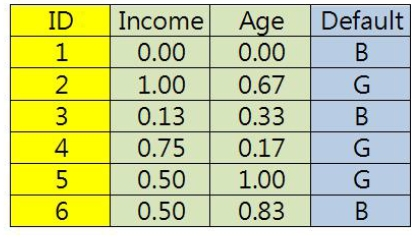 ID Income Age Default
1 0.00 0.00 B
2 1.00 0.67 G
3 0.13 0.33 B
4 0.75 0.17 G
5 0.50 1.00 G
6 0.50 0.83 B